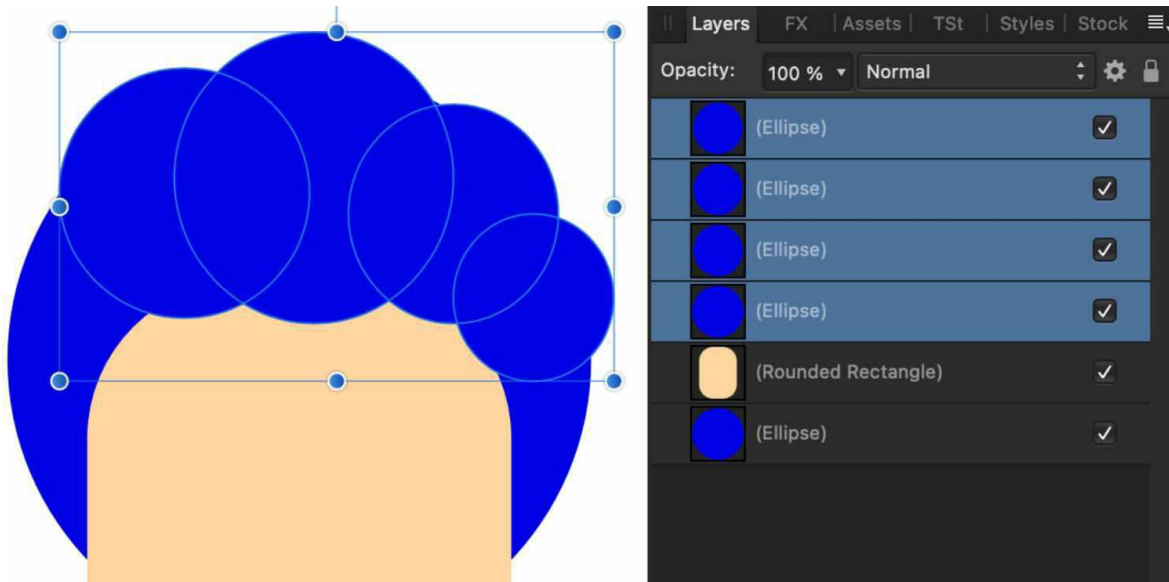 Layers FX | Assets | TSt | Styles | Stock
Opacity: 100 % Normal
(Ellipse)
(Ellipse)
(Ellipse)
(Ellipse)
(Rounded Rectangle)
(Ellipse)